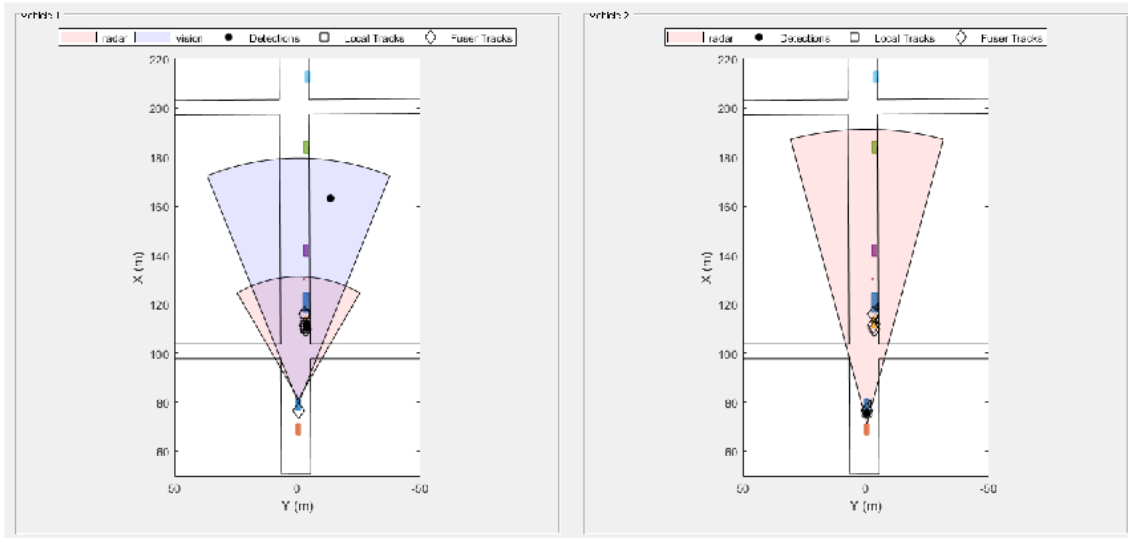 Vehicle 1
radar vision Detections Local Tracks Fuser Tracks
220
200
180
160
140
120
100
80
60
X (m)
50 0 -50
Y (m)
Vehicle 2
radar Detections Local Tracks Fuser Tracks
220
200
180
160
140
120
100
80
60
X (m)
50 0 -50
Y (m)